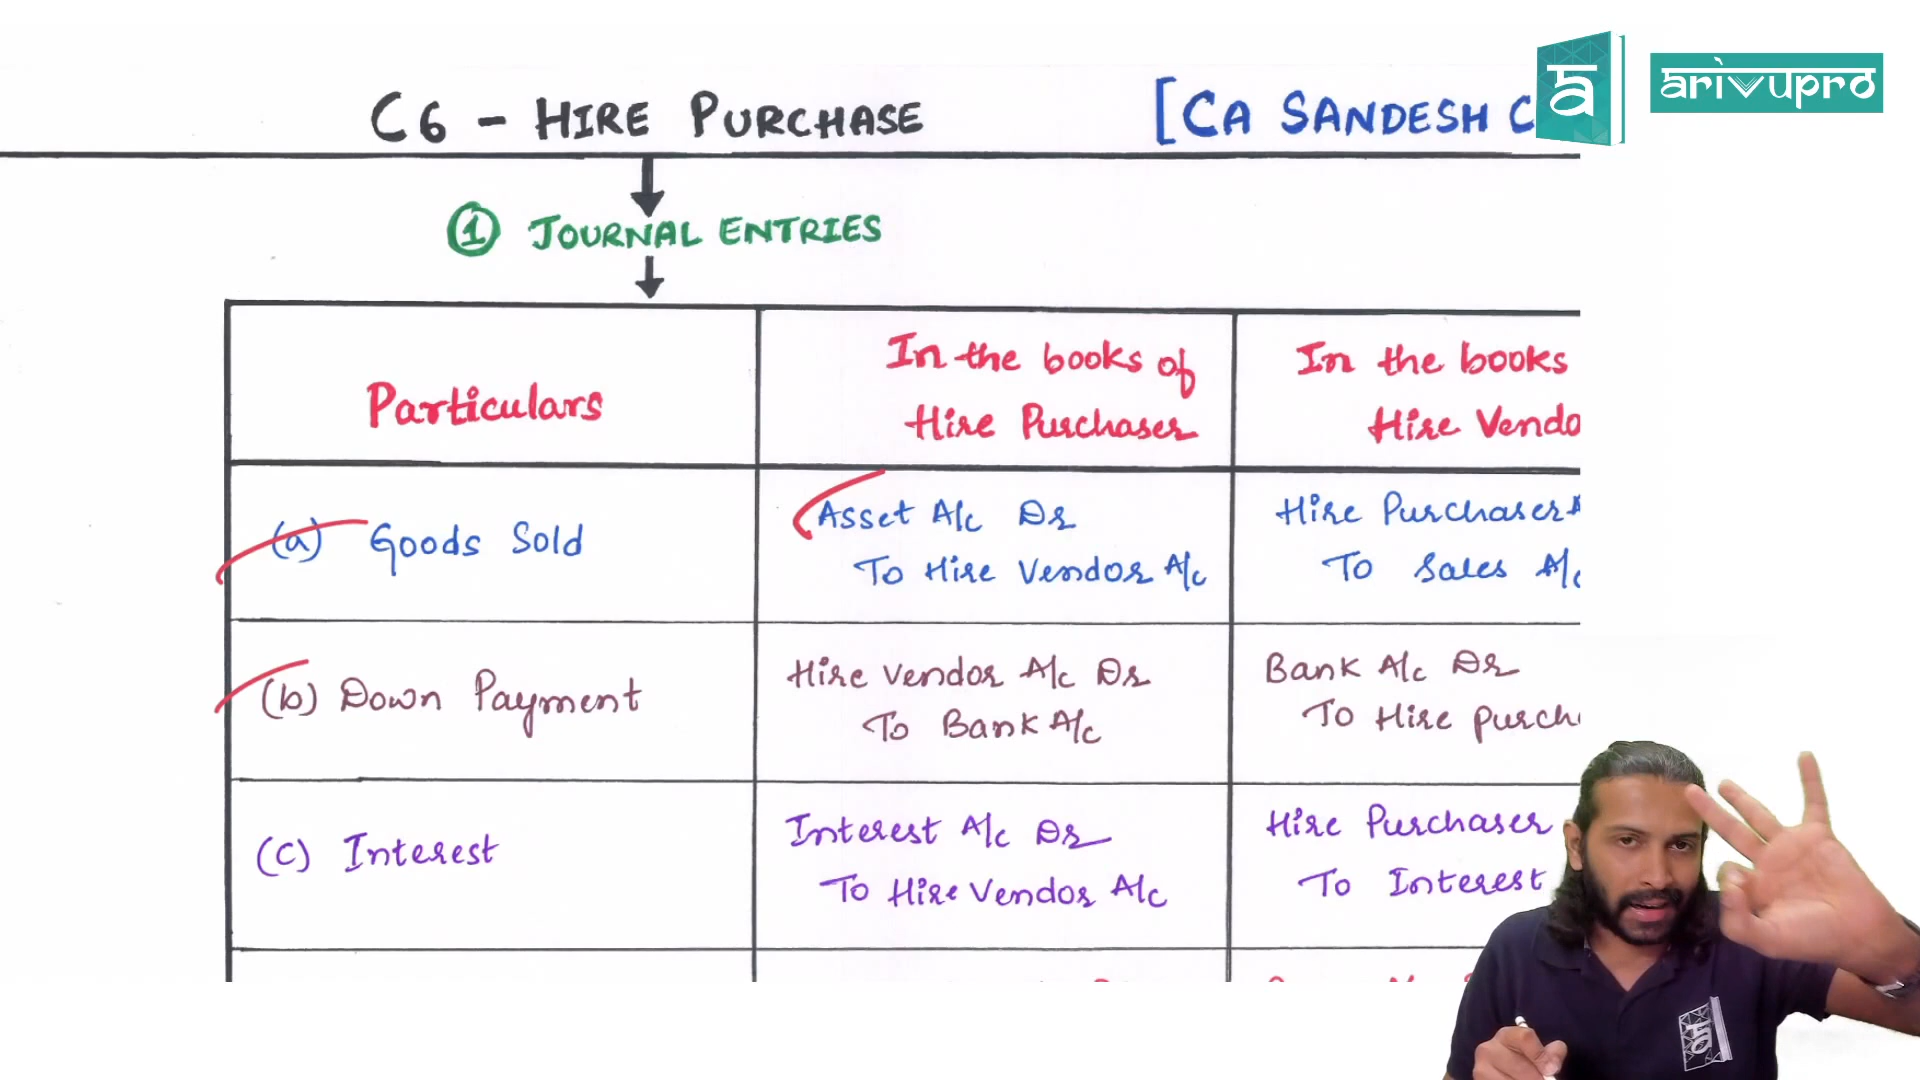 C6 - HIRE PURCHASE [CA SANDESH C
ā arivupro
① JOURNAL ENTRIES
Particulars
In the books of
Hire Purchaser
In the books
Hire Vendo
(a) Goods Sold
Asset A/c Dr
To Hire Vendor A/c
Hire Purchaser A
To Sales A/c
(b) Down Payment
Hire Vendor A/c Dr
To Bank A/c
Bank A/c Dr
To Hire purch
(c) Interest
Interest A/c Dr
To Hire Vendor A/c
Hire Purchaser
To Interest